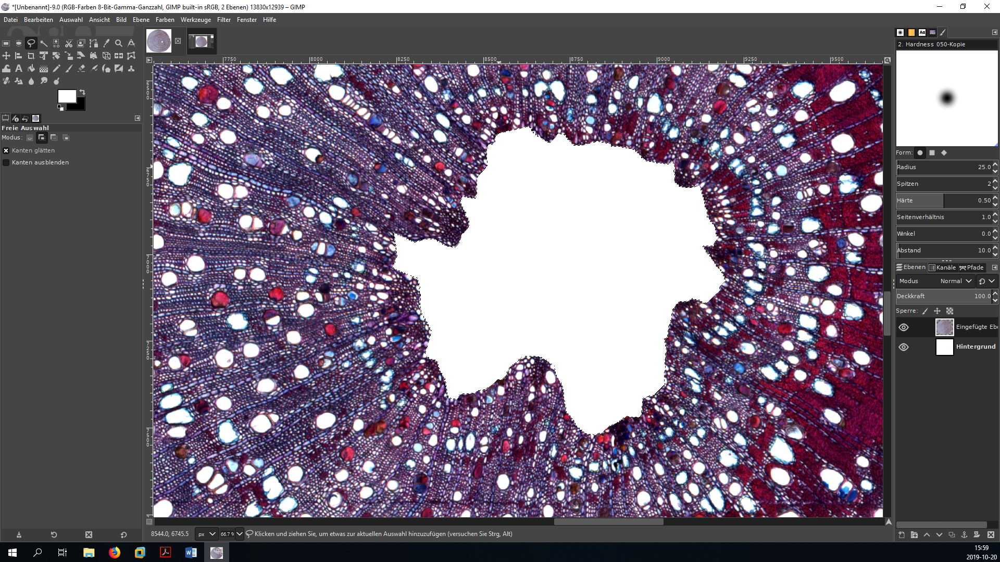 *[Unbenannt]-9.0 (RGB-Farben 8-Bit-Gamma-Ganzzahl, GIMP built-in sRGB, 2 Ebenen) 13830x12939 – GIMP
Datei Bearbeiten Auswahl Ansicht Bild Ebene Farben Werkzeuge Filter Fenster Hilfe
7750 8000 8250 8500 8750 9000 9250 9500
6500
6750
7000
7250
7500
Freie Auswahl
Modus:
Kanten glätten
Kanten ausblenden
2. Hardness 050-Kopie
Form:
Radius 25.0
Spitzen 2
Härte 0.50
Seitenverhältnis 1.0
Winkel 0.0
Abstand 10.0
Ebenen Kanäle Pfade
Modus Normal
Deckkraft 100.0
Sperre:
Eingefügte Eb
Hintergrund
8544.0, 6745.5 px 66.7 % Klicken und ziehen Sie, um etwas zur aktuellen Auswahl hinzuzufügen (versuchen Sie Strg, Alt)
15:59
2019-10-20